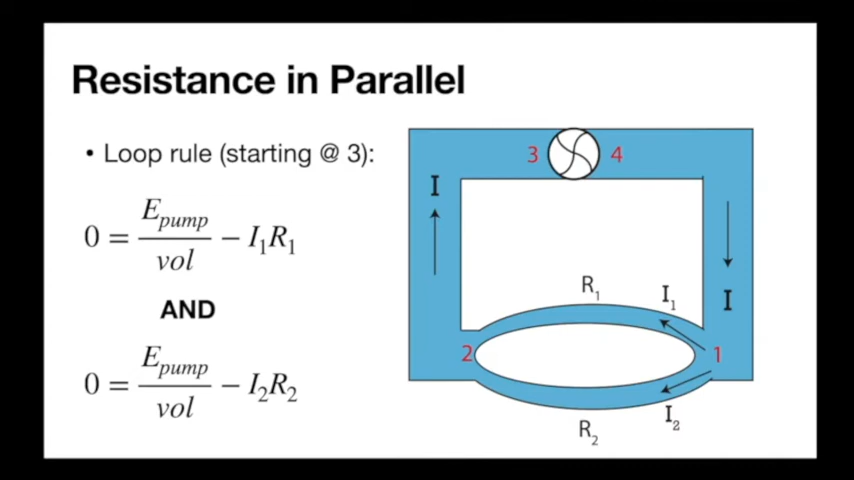 Resistance in Parallel
• Loop rule (starting @ 3):
0 = E_pump / vol − I₁R₁
AND
0 = E_pump / vol − I₂R₂
3
4
I
I
R₁
I₁
2
1
I₂
R₂